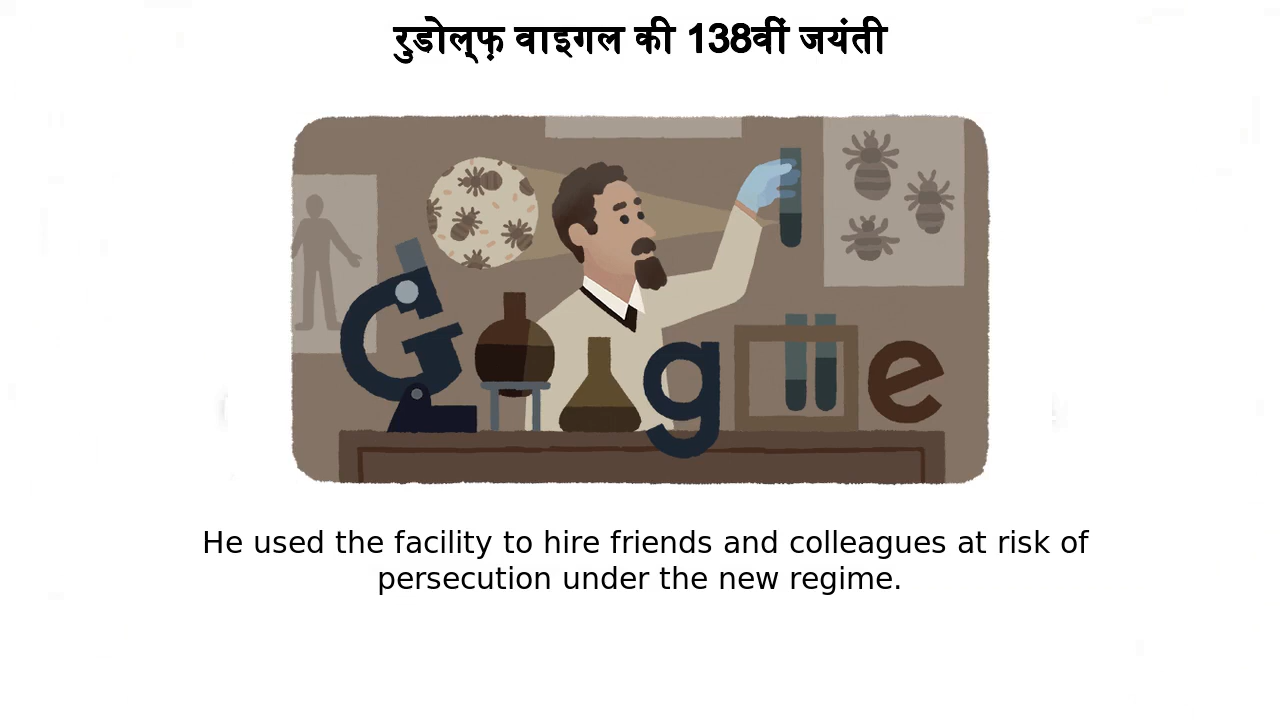 रुडोल्फ़ वाइगल की 138वीं जयंती
Google
He used the facility to hire friends and colleagues at risk of
persecution under the new regime.